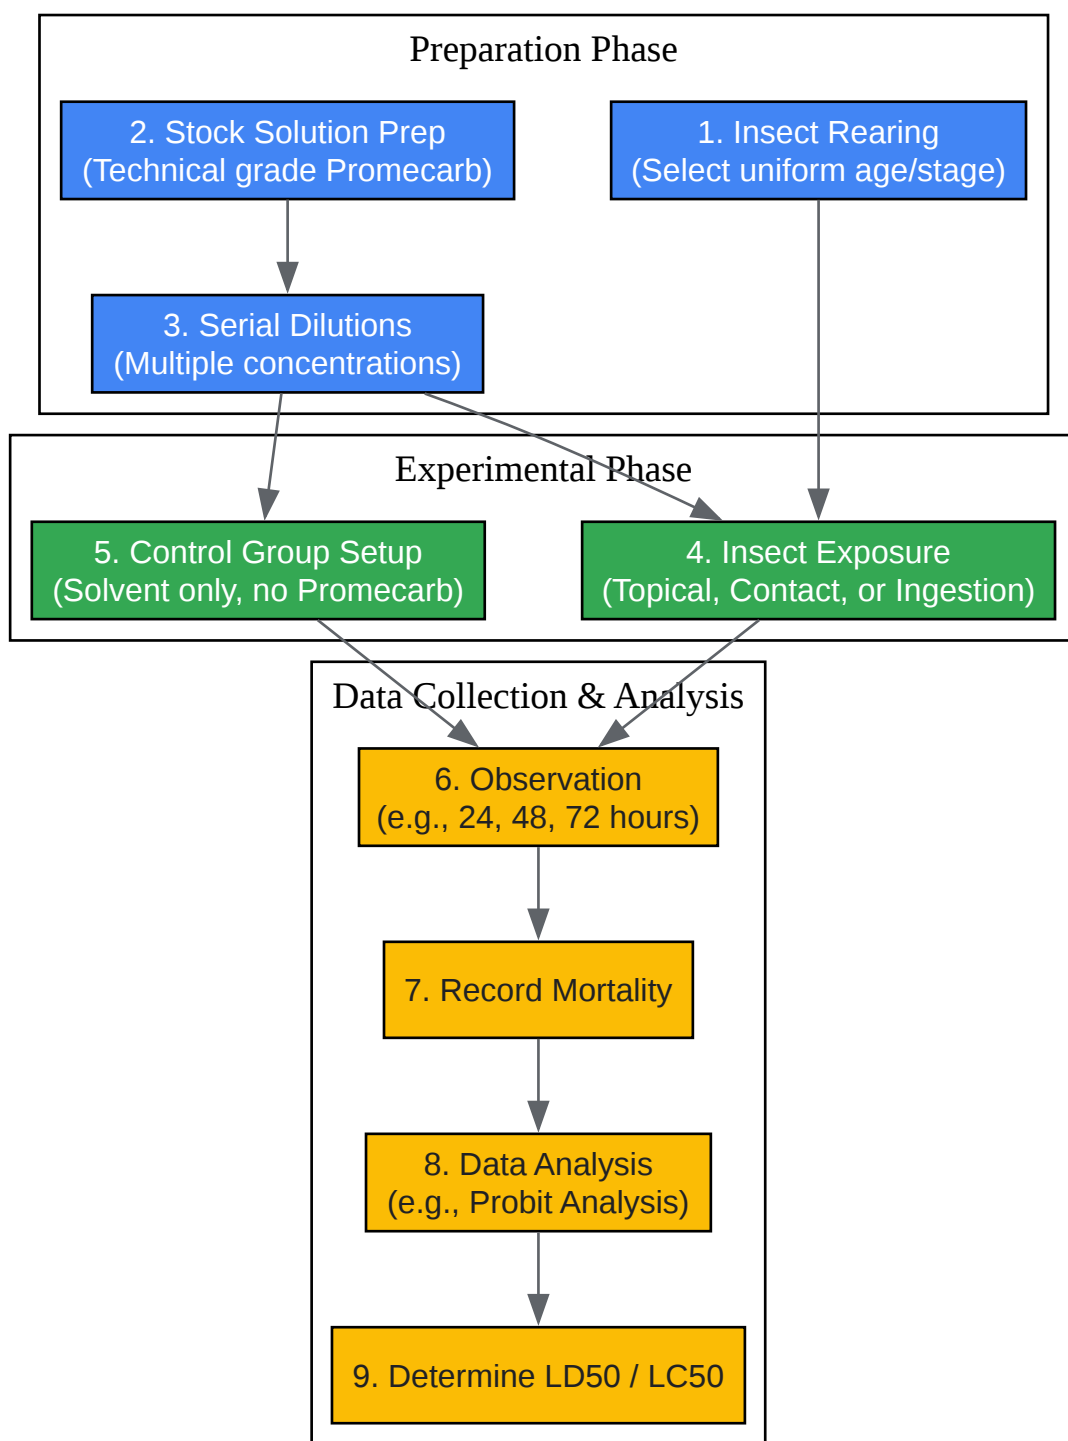 Preparation Phase
2. Stock Solution Prep
(Technical grade Promecarb)
1. Insect Rearing
(Select uniform age/stage)
3. Serial Dilutions
(Multiple concentrations)
Experimental Phase
5. Control Group Setup
(Solvent only, no Promecarb)
4. Insect Exposure
(Topical, Contact, or Ingestion)
Data Collection & Analysis
6. Observation
(e.g., 24, 48, 72 hours)
7. Record Mortality
8. Data Analysis
(e.g., Probit Analysis)
9. Determine LD50 / LC50